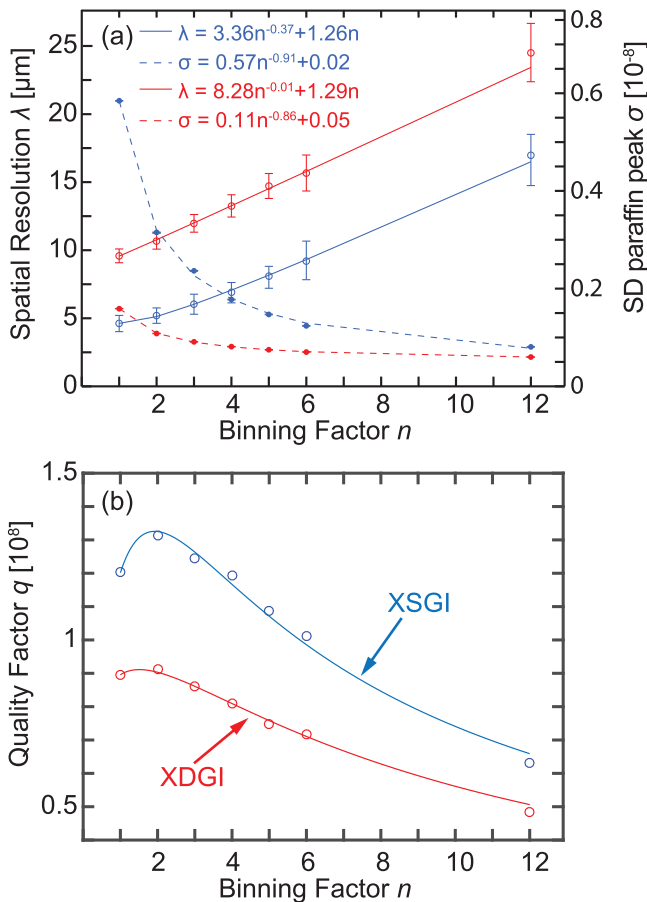 (a)
λ = 3.36n^-0.37+1.26n
σ = 0.57n^-0.91+0.02
λ = 8.28n^-0.01+1.29n
σ = 0.11n^-0.86+0.05
Spatial Resolution λ [µm]
25
20
15
10
5
0
SD paraffin peak σ [10^-8]
0.8
0.6
0.4
0.2
0
2 4 6 8 10 12
Binning Factor n
(b)
Quality Factor q [10^8]
1.5
1
0.5
XSGI
XDGI
2 4 6 8 10 12
Binning Factor n